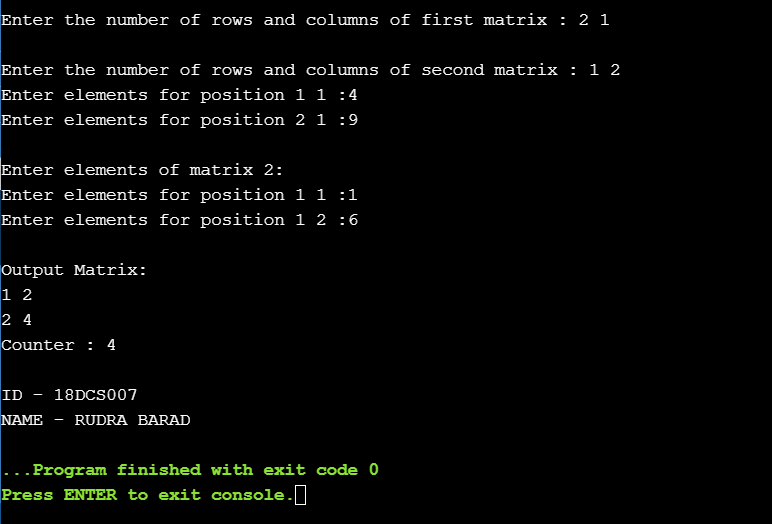 Enter the number of rows and columns of first matrix : 2 1
Enter the number of rows and columns of second matrix : 1 2
Enter elements for position 1 1 :4
Enter elements for position 2 1 :9
Enter elements of matrix 2:
Enter elements for position 1 1 :1
Enter elements for position 1 2 :6
Output Matrix:
1 2
2 4
Counter : 4
ID - 18DCS007
NAME - RUDRA BARAD
...Program finished with exit code 0
Press ENTER to exit console.